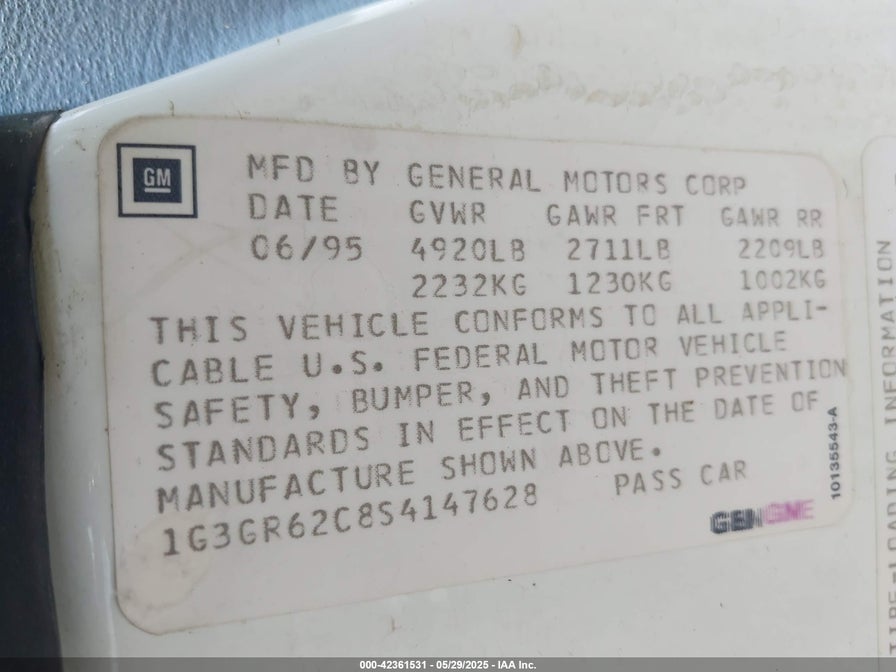 GM
MFD BY GENERAL MOTORS CORP
DATE GVWR GAWR FRT GAWR RR
06/95 4920LB 2711LB 2209LB
2232KG 1230KG 1002KG
THIS VEHICLE CONFORMS TO ALL APPLI-
CABLE U.S. FEDERAL MOTOR VEHICLE
SAFETY, BUMPER, AND THEFT PREVENTION
STANDARDS IN EFFECT ON THE DATE OF
MANUFACTURE SHOWN ABOVE.
1G3GR62C8S4147628 PASS CAR
10135543-A
INFORMATION
000-42361531 - 05/29/2025 - IAA Inc.